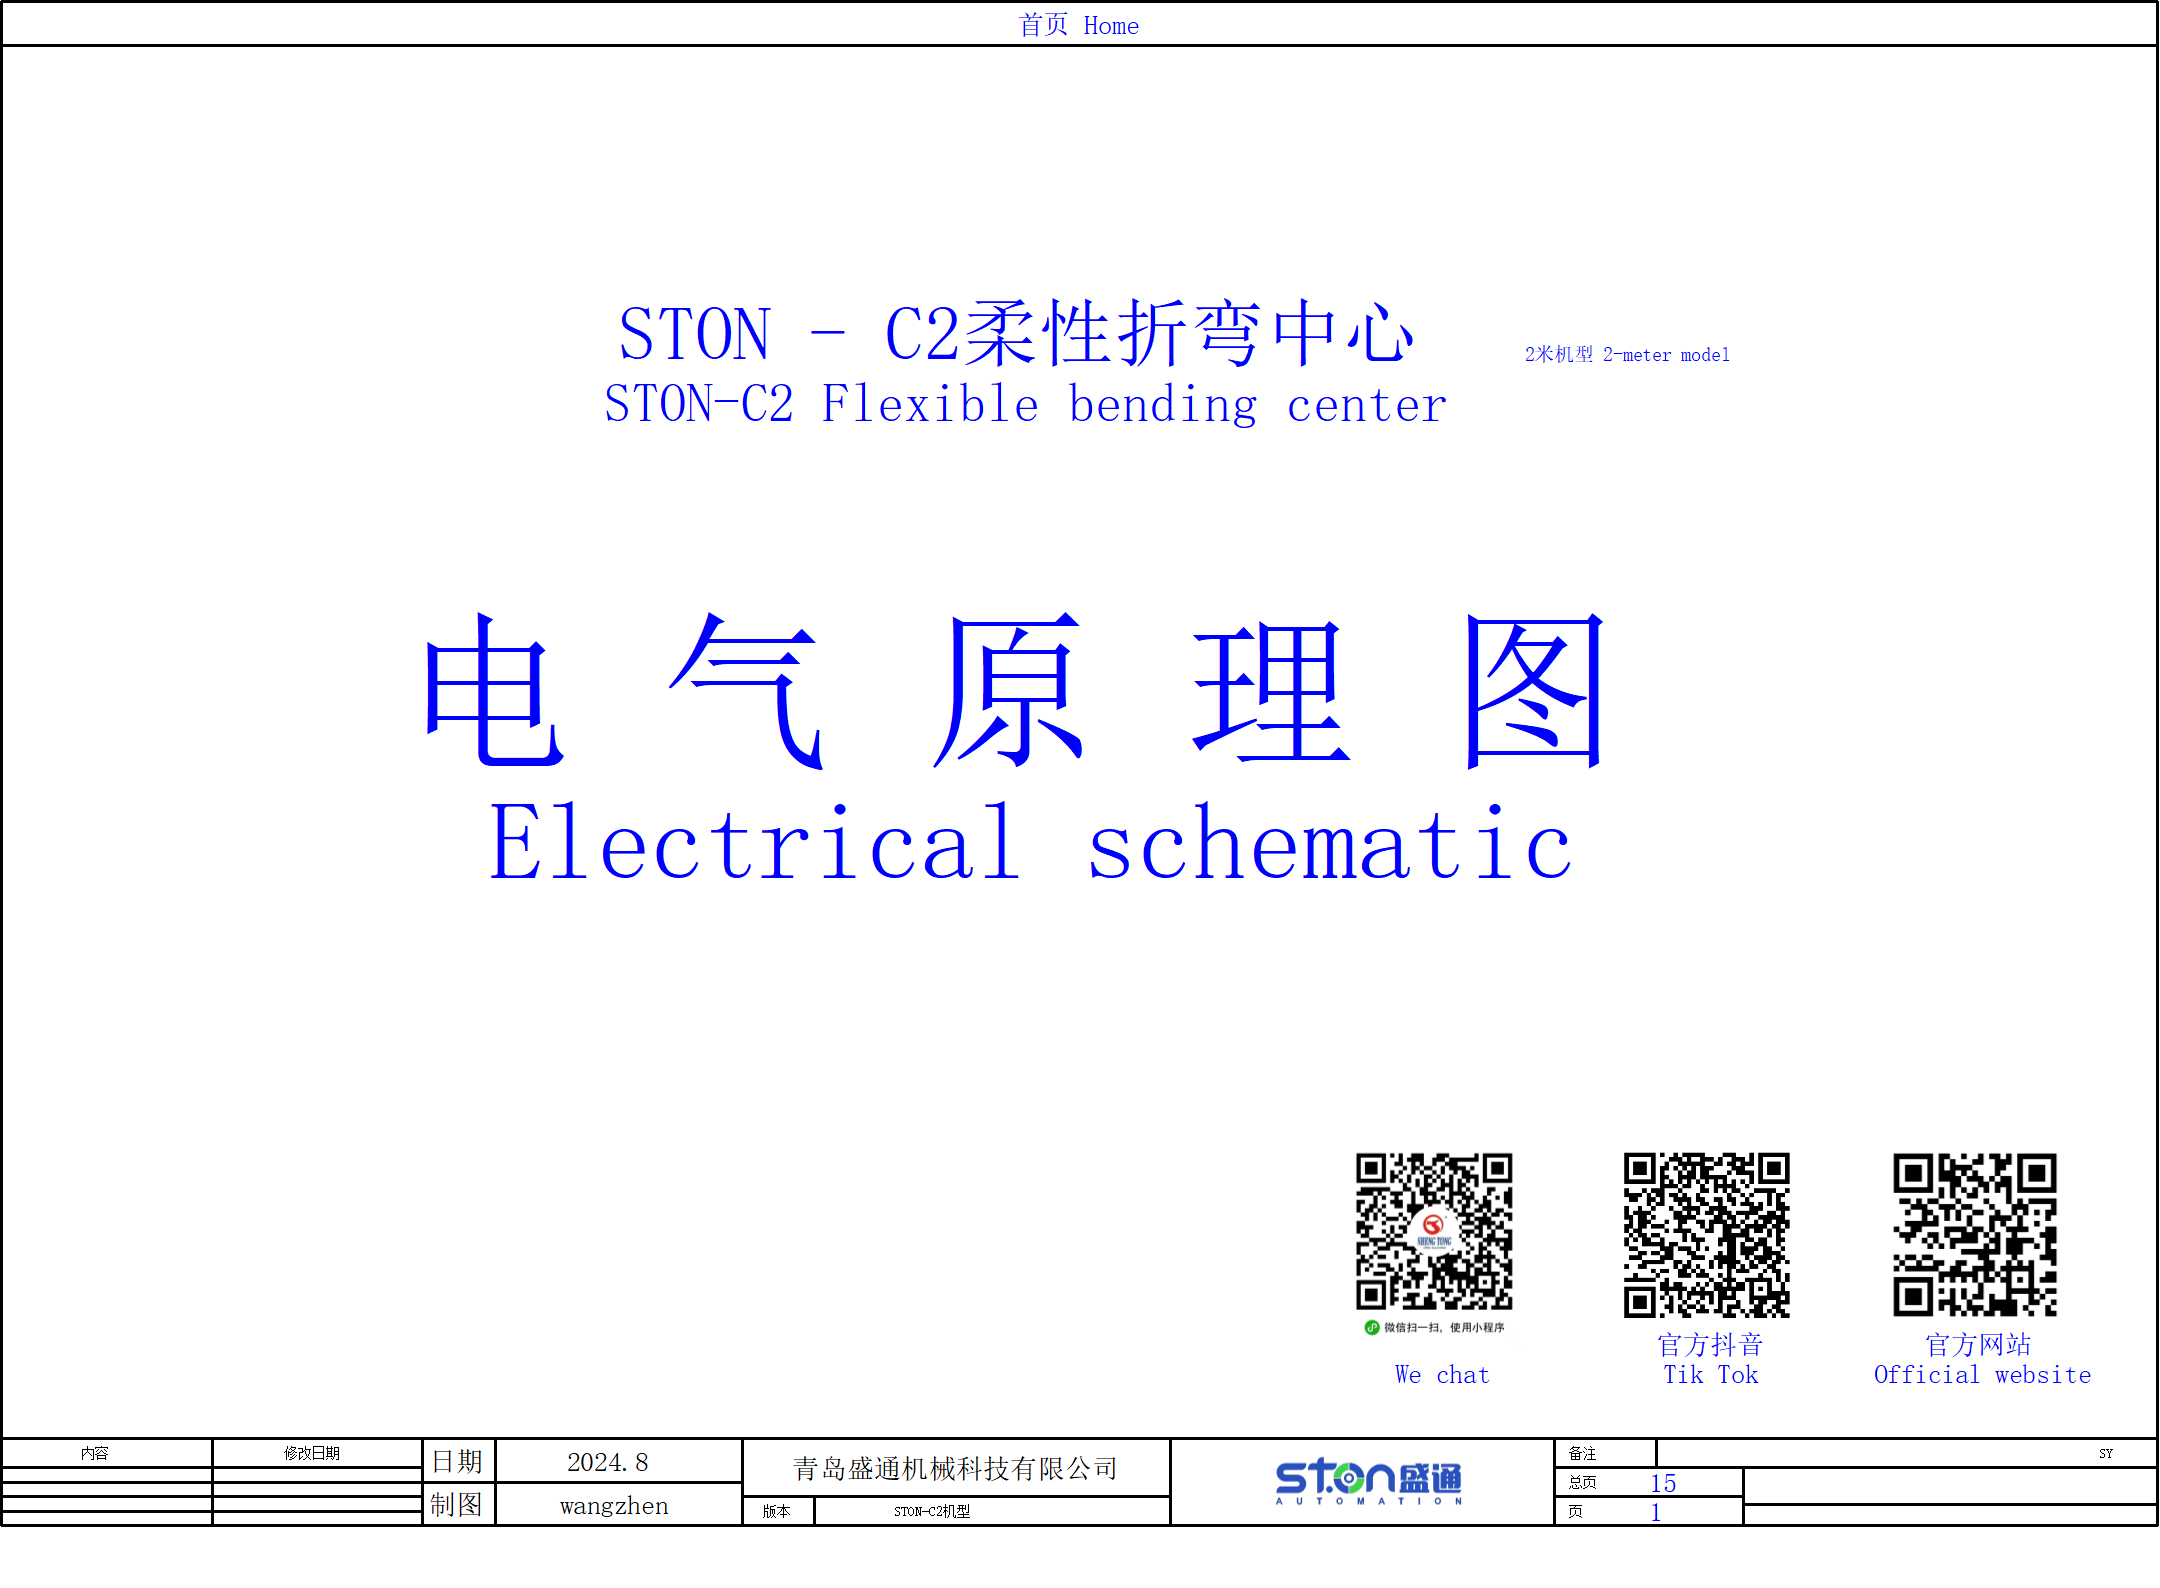 首页 Home
STON - C2柔性折弯中心
2米机型 2-meter model
STON-C2 Flexible bending center
电气原理图
Electrical schematic
SHENG TONG
微信扫一扫，使用小程序
We chat
官方抖音
Tik Tok
官方网站
Official website
内容
修改日期
日期
2024.8
制图
wangzhen
青岛盛通机械科技有限公司
版本
STON-C2机型
ston盛通
AUTOMATION
备注
SY
总页
15
页
1